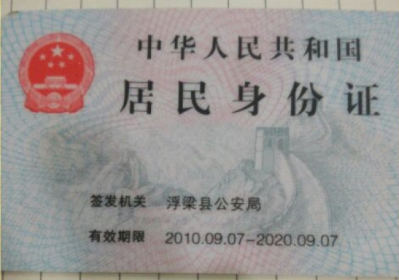 中华人民共和国
居民身份证
签发机关 浮梁县公安局
有效期限 2010.09.07-2020.09.07